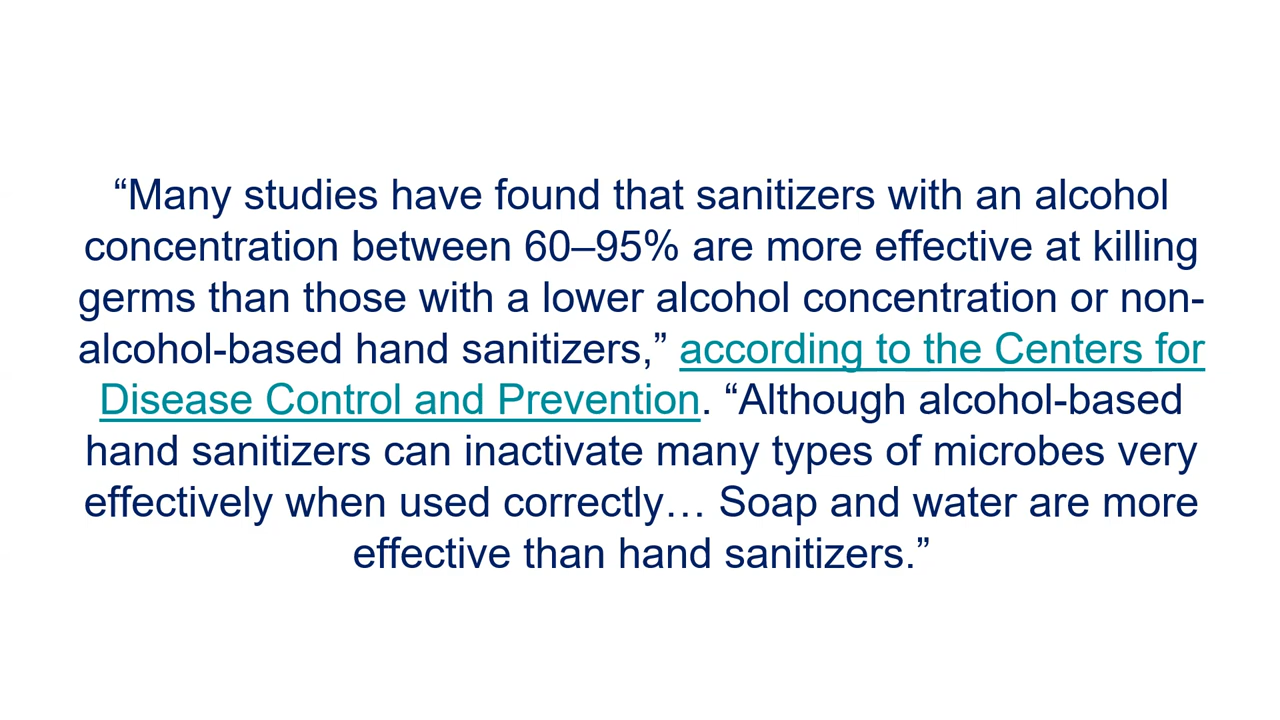 “Many studies have found that sanitizers with an alcohol
concentration between 60–95% are more effective at killing
germs than those with a lower alcohol concentration or non-
alcohol-based hand sanitizers,” according to the Centers for
Disease Control and Prevention. “Although alcohol-based
hand sanitizers can inactivate many types of microbes very
effectively when used correctly… Soap and water are more
effective than hand sanitizers.”